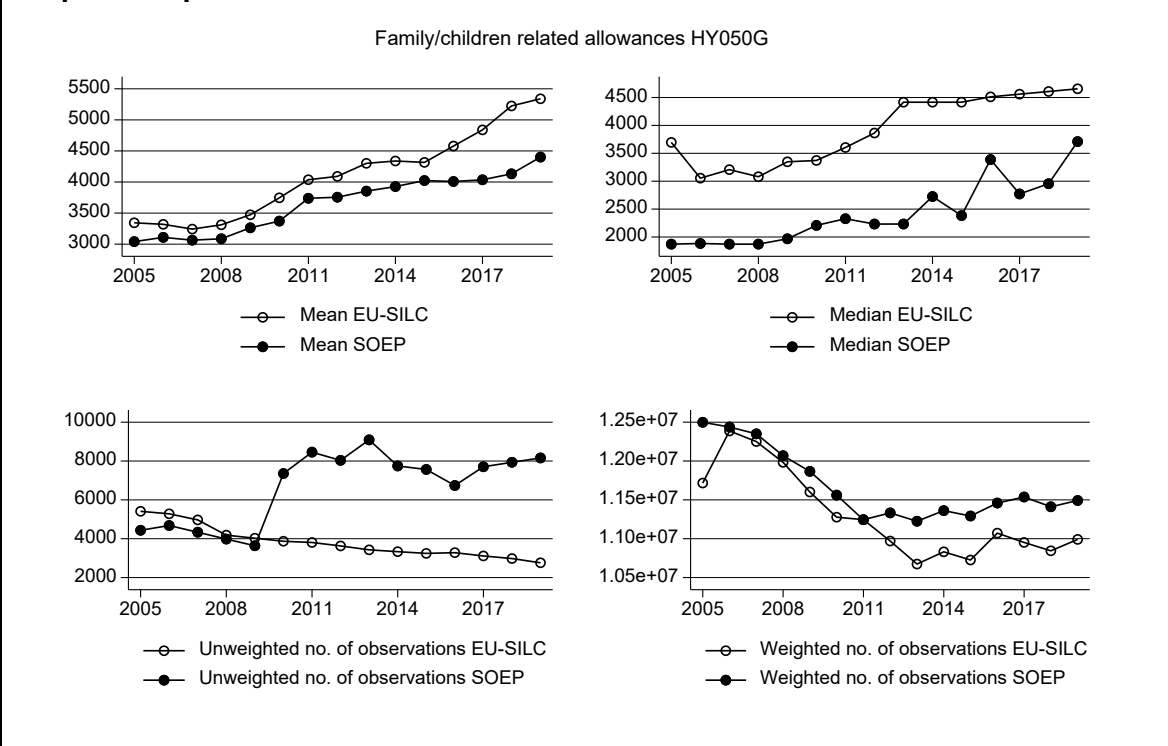 Family/children related allowances HY050G
5500
5000
4500
4000
3500
3000
2005 2008 2011 2014 2017
Mean EU-SILC
Mean SOEP
4500
4000
3500
3000
2500
2000
2005 2008 2011 2014 2017
Median EU-SILC
Median SOEP
10000
8000
6000
4000
2000
2005 2008 2011 2014 2017
Unweighted no. of observations EU-SILC
Unweighted no. of observations SOEP
1.25e+07
1.20e+07
1.15e+07
1.10e+07
1.05e+07
2005 2008 2011 2014 2017
Weighted no. of observations EU-SILC
Weighted no. of observations SOEP